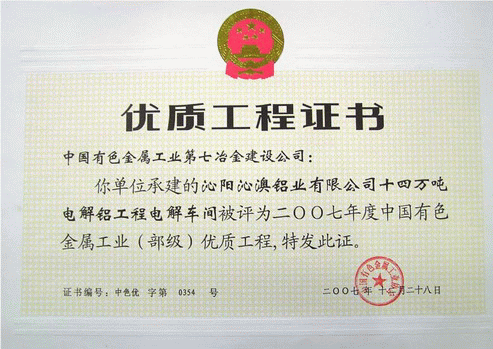 优质工程证书
中国有色金属工业第七冶金建设公司：
你单位承建的沁阳沁澳铝业有限公司十四万吨
电解铝工程电解车间被评为二〇〇七年度中国有色
金属工业（部级）优质工程，特发此证。
证书编号：中色优 字第 0354 号
二〇〇七年 十二月二十八日